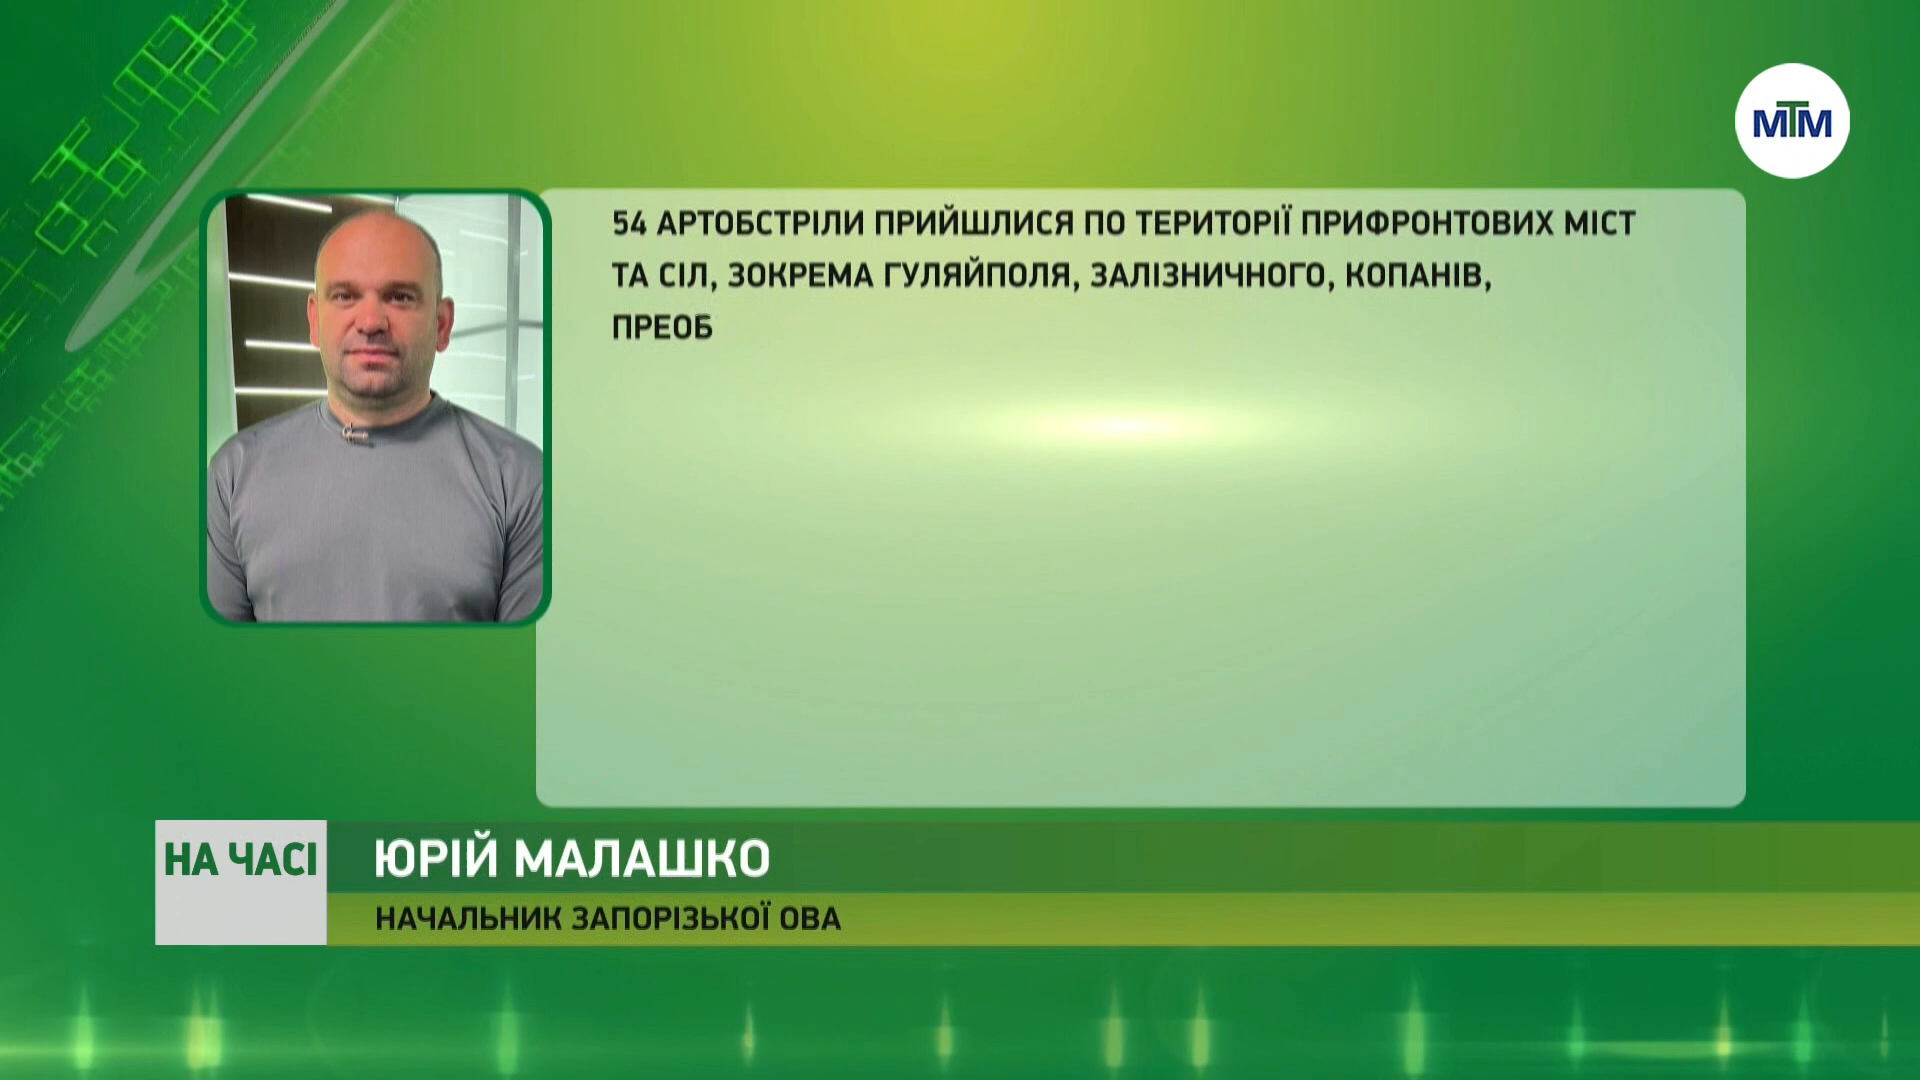 МТМ
54 АРТОБСТРІЛИ ПРИЙШЛИСЯ ПО ТЕРИТОРІЇ ПРИФРОНТОВИХ МІСТ
ТА СІЛ, ЗОКРЕМА ГУЛЯЙПОЛЯ, ЗАЛІЗНИЧНОГО, КОПАНІВ,
ПРЕОБ
НА ЧАСІ
ЮРІЙ МАЛАШКО
НАЧАЛЬНИК ЗАПОРІЗЬКОЇ ОВА